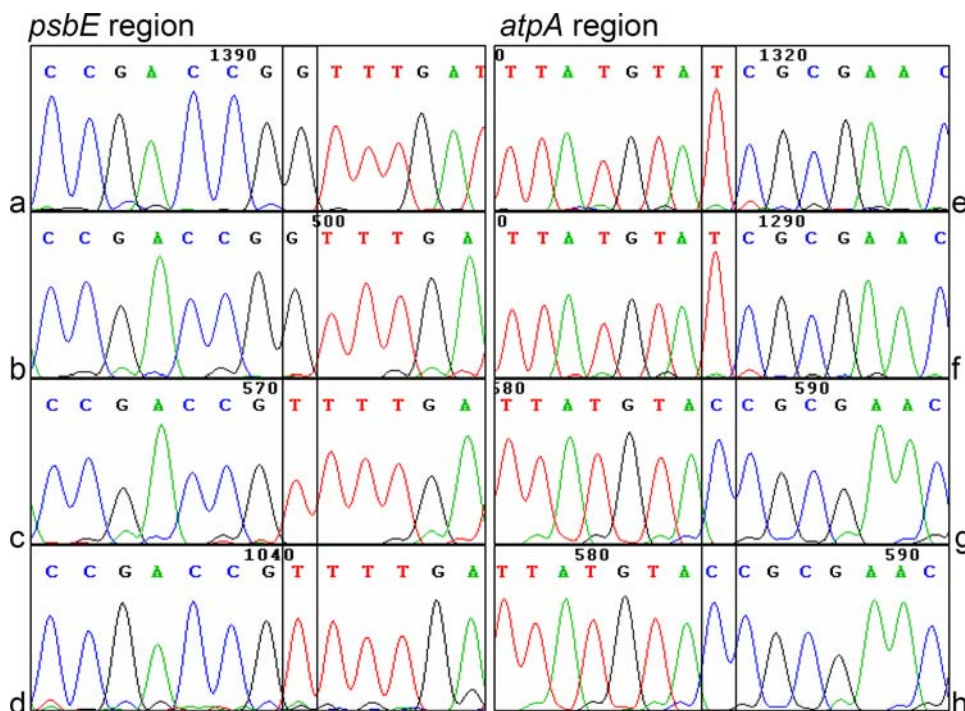 psbE region atpA region
1390 0 1320
C C G A C C G G T T T G A T T T A T G T A T C G C G A A C
a e
500 0 1290
C C G A C C G G T T T G A T T A T G T A T C G C G A A C
b f
570 580 590
C C G A C C G T T T T G A T T A T G T A C C G C G A A C
c g
1040 580 590
C C G A C C G T T T T G A T T A T G T A C C G C G A A C
d h